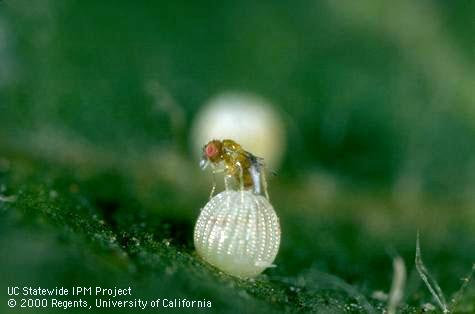 UC Statewide IPM Project
© 2000 Regents, University of California